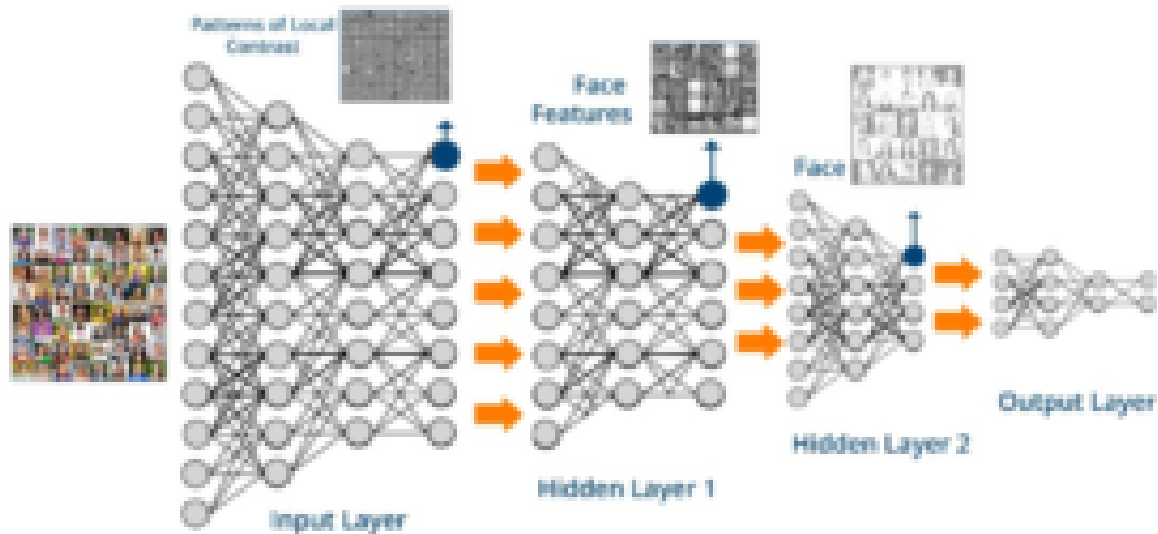 Patterns of Local
Contrast
Face
Features
Face
Input Layer
Hidden Layer 1
Hidden Layer 2
Output Layer